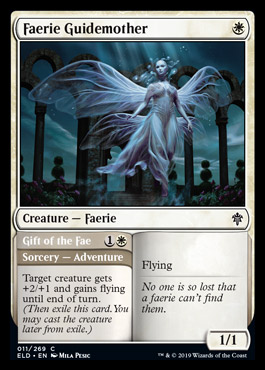 Faerie Guidemother
Creature — Faerie
Gift of the Fae 1
Sorcery — Adventure
Target creature gets
+2/+1 and gains flying
until end of turn.
(Then exile this card. You
may cast the creature
later from exile.)
Flying
No one is so lost that
a faerie can't find
them.
1/1
011/269 C
ELD • EN Mila Pesic
™ & © 2019 Wizards of the Coast